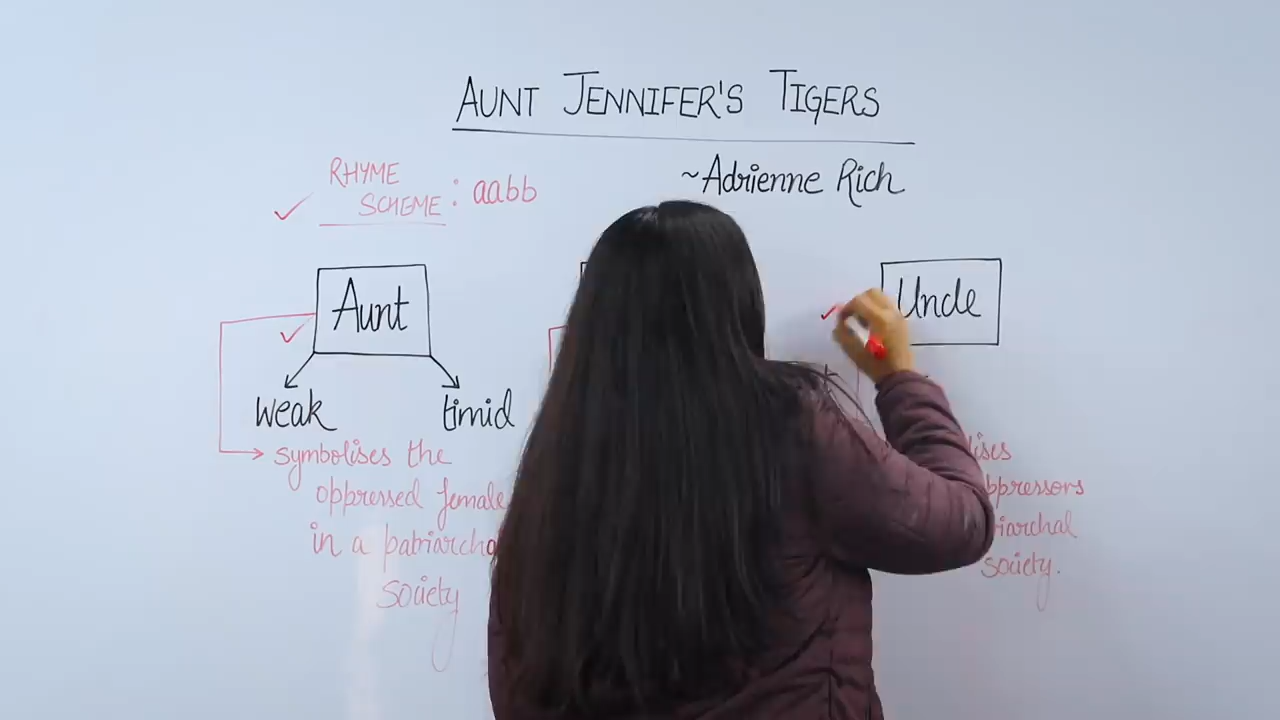 AUNT JENNIFER'S TIGERS
~Adrienne Rich
RHYME
SCHEME : aabb
Aunt
Uncle
weak
timid
symbolises the
oppressed female
in a
society
society.